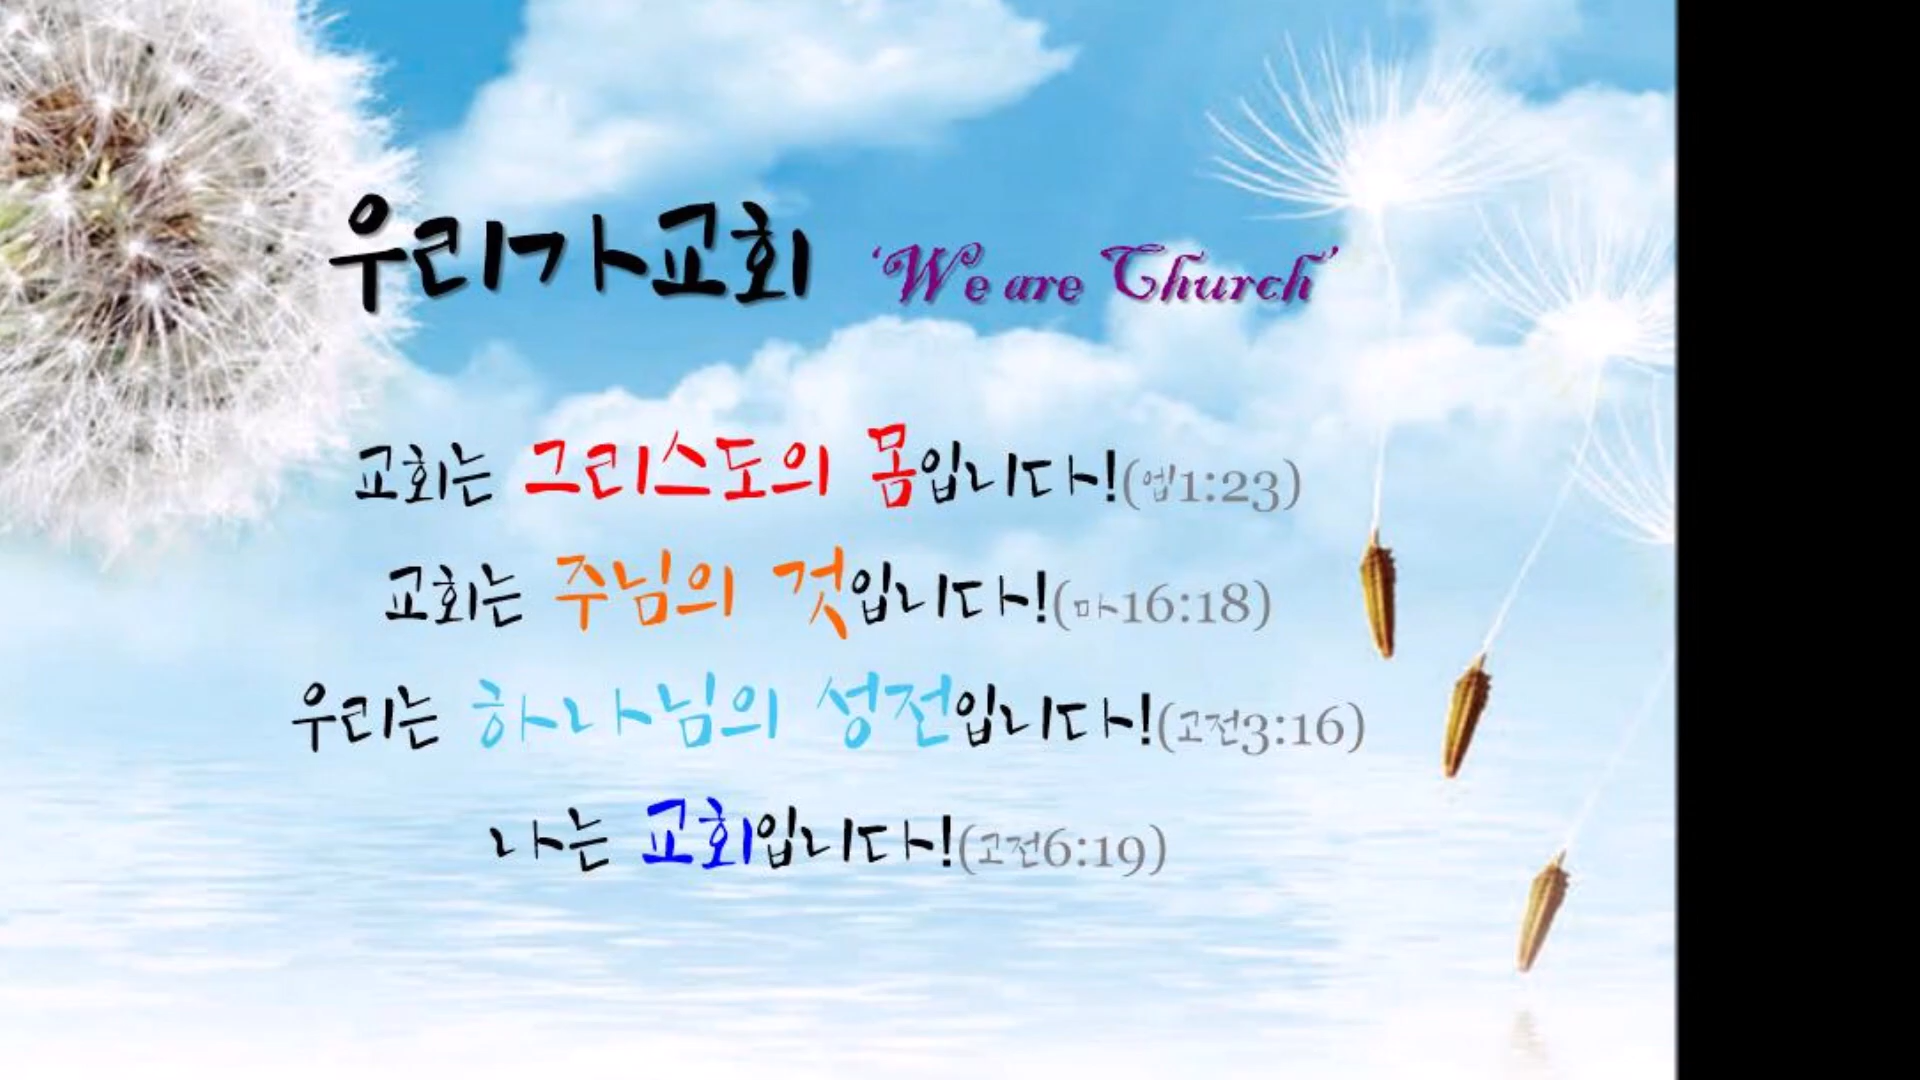 우리가교회 ‘We are Church’
교회는 그리스도의 몸입니다!(엡1:23)
교회는 주님의 것입니다!(마16:18)
우리는 하나님의 성전입니다!(고전3:16)
나는 교회입니다!(고전6:19)